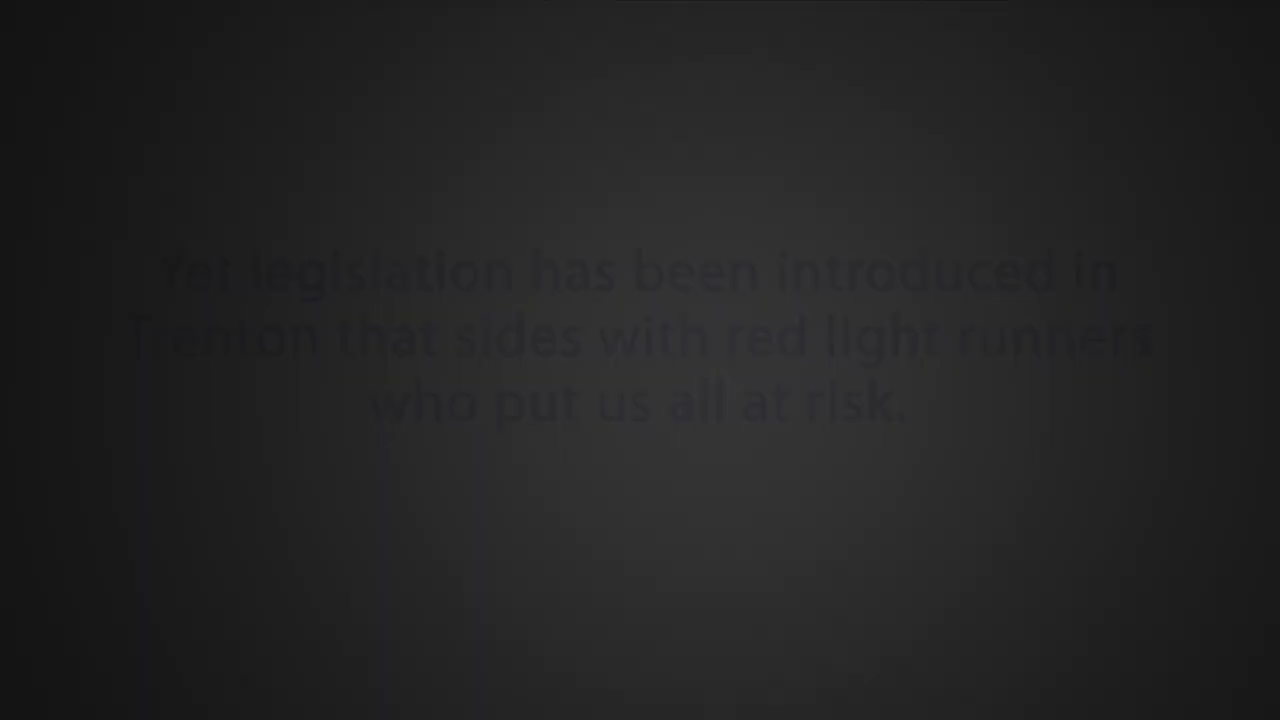 Yet legislation has been introduced in
Trenton that sides with red light runners
who put us all at risk.